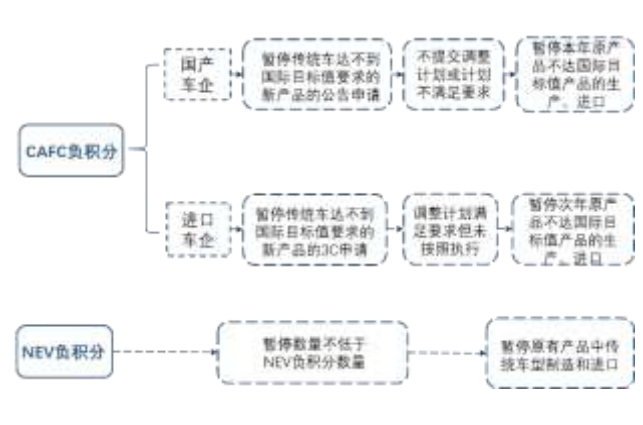 国产
车企
暂停传统车达不到
国际目标值要求的
新产品的公告申请
不提交调整
计划或计划
不满足要求
暂停本年原产
品不达国际目
标值产品的生
产、进口
CAFC负积分
进口
车企
暂停传统车达不到
国际目标值要求的
新产品的3C申请
调整计划满
足要求但未
按照执行
暂停次年原产
品不达国际目
标值产品的生
产、进口
NEV负积分
暂停数量不低于
NEV负积分数量
暂停原有产品中传
统车型制造和进口